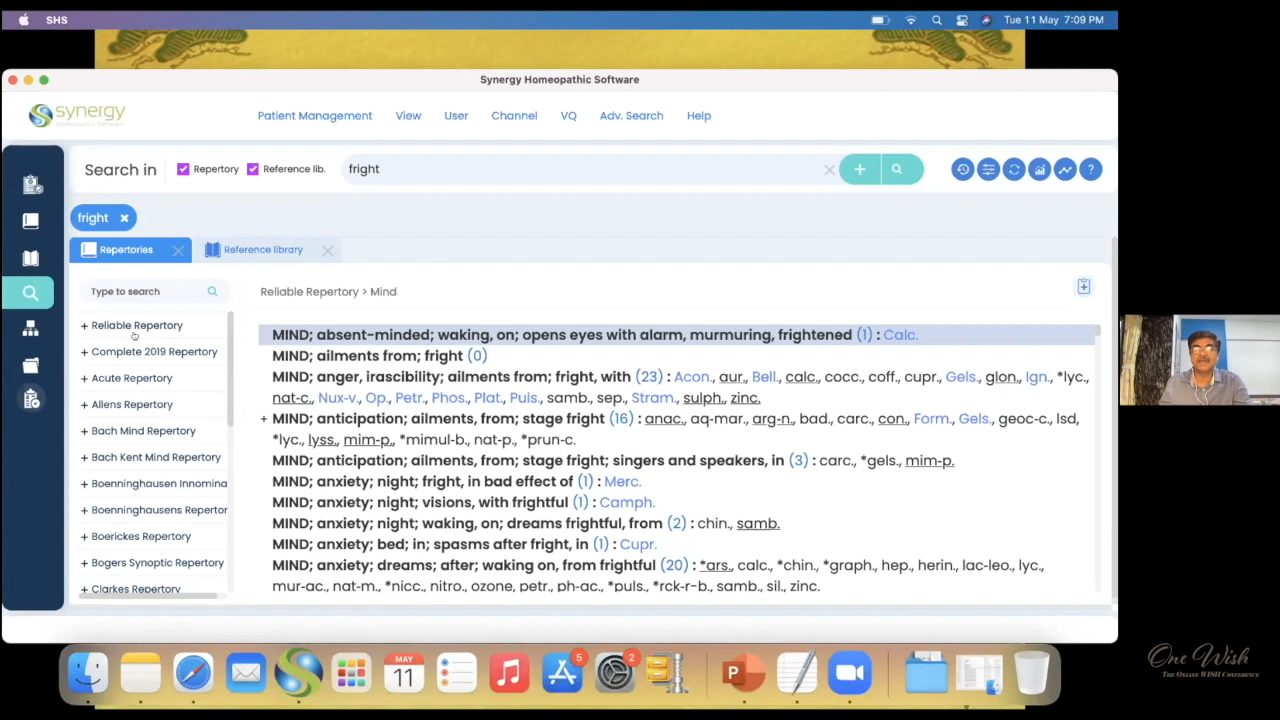 SHS
Tue 11 May 7:09 PM
Synergy Homeopathic Software
synergy
Patient Management View User Channel VQ Adv. Search Help
Search in Repertory Reference lib. fright
fright
Repertories Reference library
Type to search
Reliable Repertory > Mind
+ Reliable Repertory
+ Complete 2019 Repertory
+ Acute Repertory
+ Allens Repertory
+ Bach Mind Repertory
+ Bach Kent Mind Repertory
+ Boenninghausen Innomina
+ Boenninghausens Repertor
+ Boerickes Repertory
+ Bogers Synoptic Repertory
+ Clarkes Repertory
MIND; absent-minded; waking, on; opens eyes with alarm, murmuring, frightened (1) : Calc.
MIND; ailments from; fright (0)
MIND; anger, irascibility; ailments from; fright, with (23) : Acon., aur., Bell., calc., cocc., coff., cupr., Gels., glon., Ign., *lyc.,
nat-c., Nux-v., Op., Petr., Phos., Plat., Puls., samb., sep., Stram., sulph., zinc.
+ MIND; anticipation; ailments, from; stage fright (16) : anac., aq-mar., arg-n., bad., carc., con., Form., Gels., geoc-c., lsd,
*lyc., lyss., mim-p., *mimul-b., nat-p., *prun-c.
MIND; anticipation; ailments, from; stage fright; singers and speakers, in (3) : carc., *gels., mim-p.
MIND; anxiety; night; fright, in bad effect of (1) : Merc.
MIND; anxiety; night; visions, with frightful (1) : Camph.
MIND; anxiety; night; waking, on; dreams frightful, from (2) : chin., samb.
MIND; anxiety; bed; in; spasms after fright, in (1) : Cupr.
MIND; anxiety; dreams; after; waking on, from frightful (20) : *ars., calc., *chin., *graph., hep., herin., lac-leo., lyc.,
mur-ac., nat-m., *nicc., nitro., ozone, petr., ph-ac., *puls., *rck-r-b., samb., sil., zinc.
5
2
MAY
11
P
One Wish
The Online WISH Conference